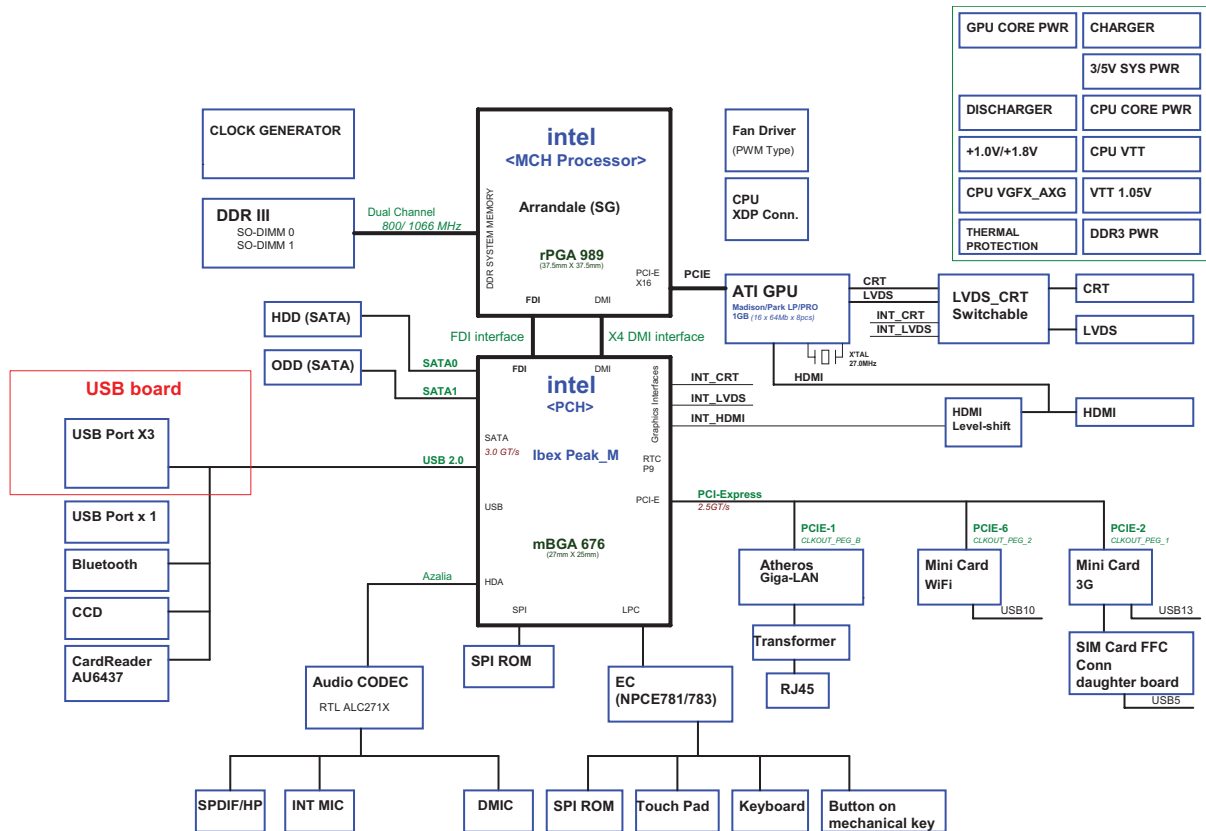 GPU CORE PWR
CHARGER
3/5V SYS PWR
DISCHARGER
CPU CORE PWR
+1.0V/+1.8V
CPU VTT
CPU VGFX_AXG
VTT 1.05V
THERMAL
PROTECTION
DDR3 PWR
CLOCK GENERATOR
intel
<MCH Processor>
Arrandale (SG)
rPGA 989
(37.5mm X 37.5mm)
DDR SYSTEM MEMORY
PCI-E
X16
FDI
DMI
Fan Driver
(PWM Type)
CPU
XDP Conn.
DDR III
SO-DIMM 0
SO-DIMM 1
Dual Channel
800/ 1066 MHz
PCIE
ATI GPU
Madison/Park LP/PRO
1GB (16 x 64Mb x 8pcs)
CRT
LVDS
INT_CRT
INT_LVDS
LVDS_CRT
Switchable
CRT
LVDS
X'TAL
27.0MHz
HDMI
HDD (SATA)
ODD (SATA)
FDI interface
X4 DMI interface
SATA0
SATA1
FDI
DMI
intel
<PCH>
Graphics Interfaces
INT_CRT
INT_LVDS
INT_HDMI
HDMI
Level-shift
HDMI
USB board
USB Port X3
SATA
3.0 GT/s
Ibex Peak_M
RTC
P9
USB 2.0
PCI-E
PCI-Express
2.5GT/s
USB
mBGA 676
(27mm X 25mm)
USB Port x 1
Bluetooth
CCD
CardReader
AU6437
Azalia
HDA
SPI
LPC
PCIE-1
CLKOUT_PEG_B
PCIE-6
CLKOUT_PEG_2
PCIE-2
CLKOUT_PEG_1
Atheros
Giga-LAN
Mini Card
WiFi
Mini Card
3G
USB10
USB13
Transformer
RJ45
SIM Card FFC
Conn
daughter board
USB5
SPI ROM
Audio CODEC
RTL ALC271X
EC
(NPCE781/783)
SPDIF/HP
INT MIC
DMIC
SPI ROM
Touch Pad
Keyboard
Button on
mechanical key